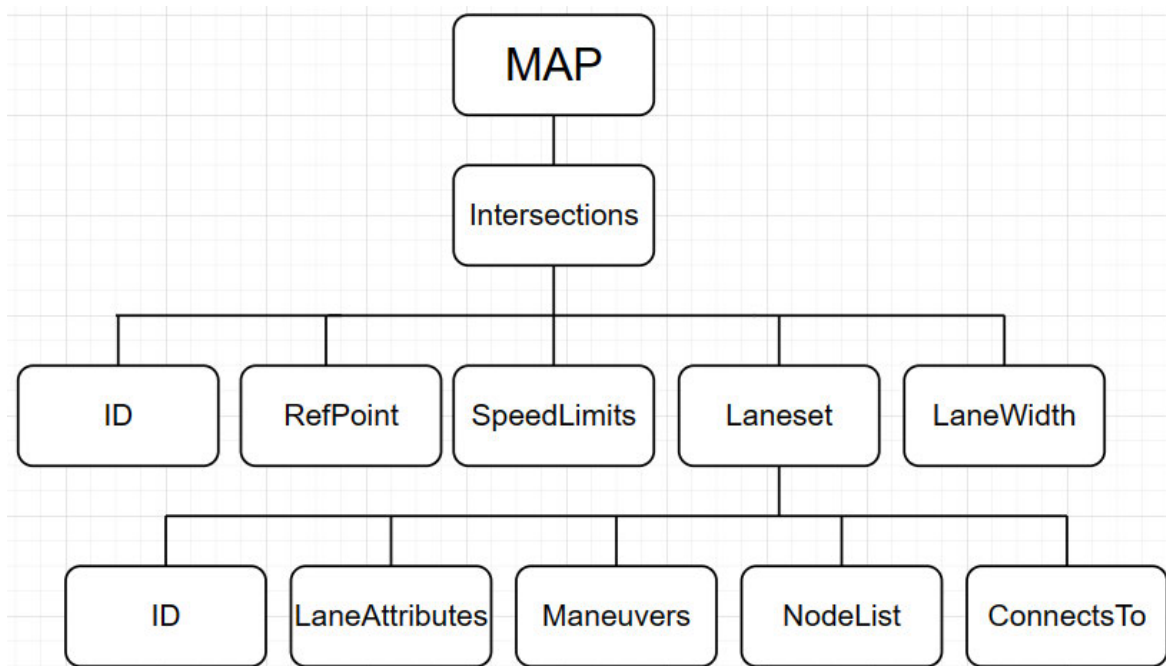 MAP
Intersections
ID
RefPoint
SpeedLimits
Laneset
LaneWidth
ID
LaneAttributes
Maneuvers
NodeList
ConnectsTo